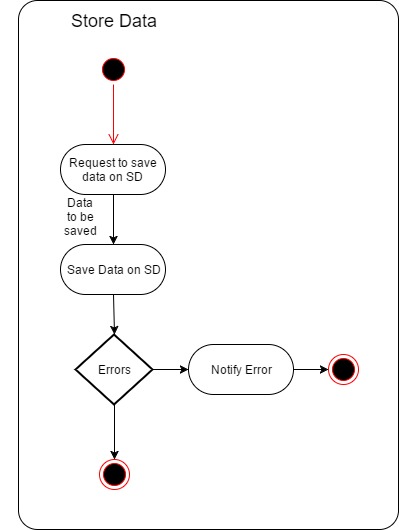 Store Data
Request to save
data on SD
Data
to be
saved
Save Data on SD
Errors
Notify Error